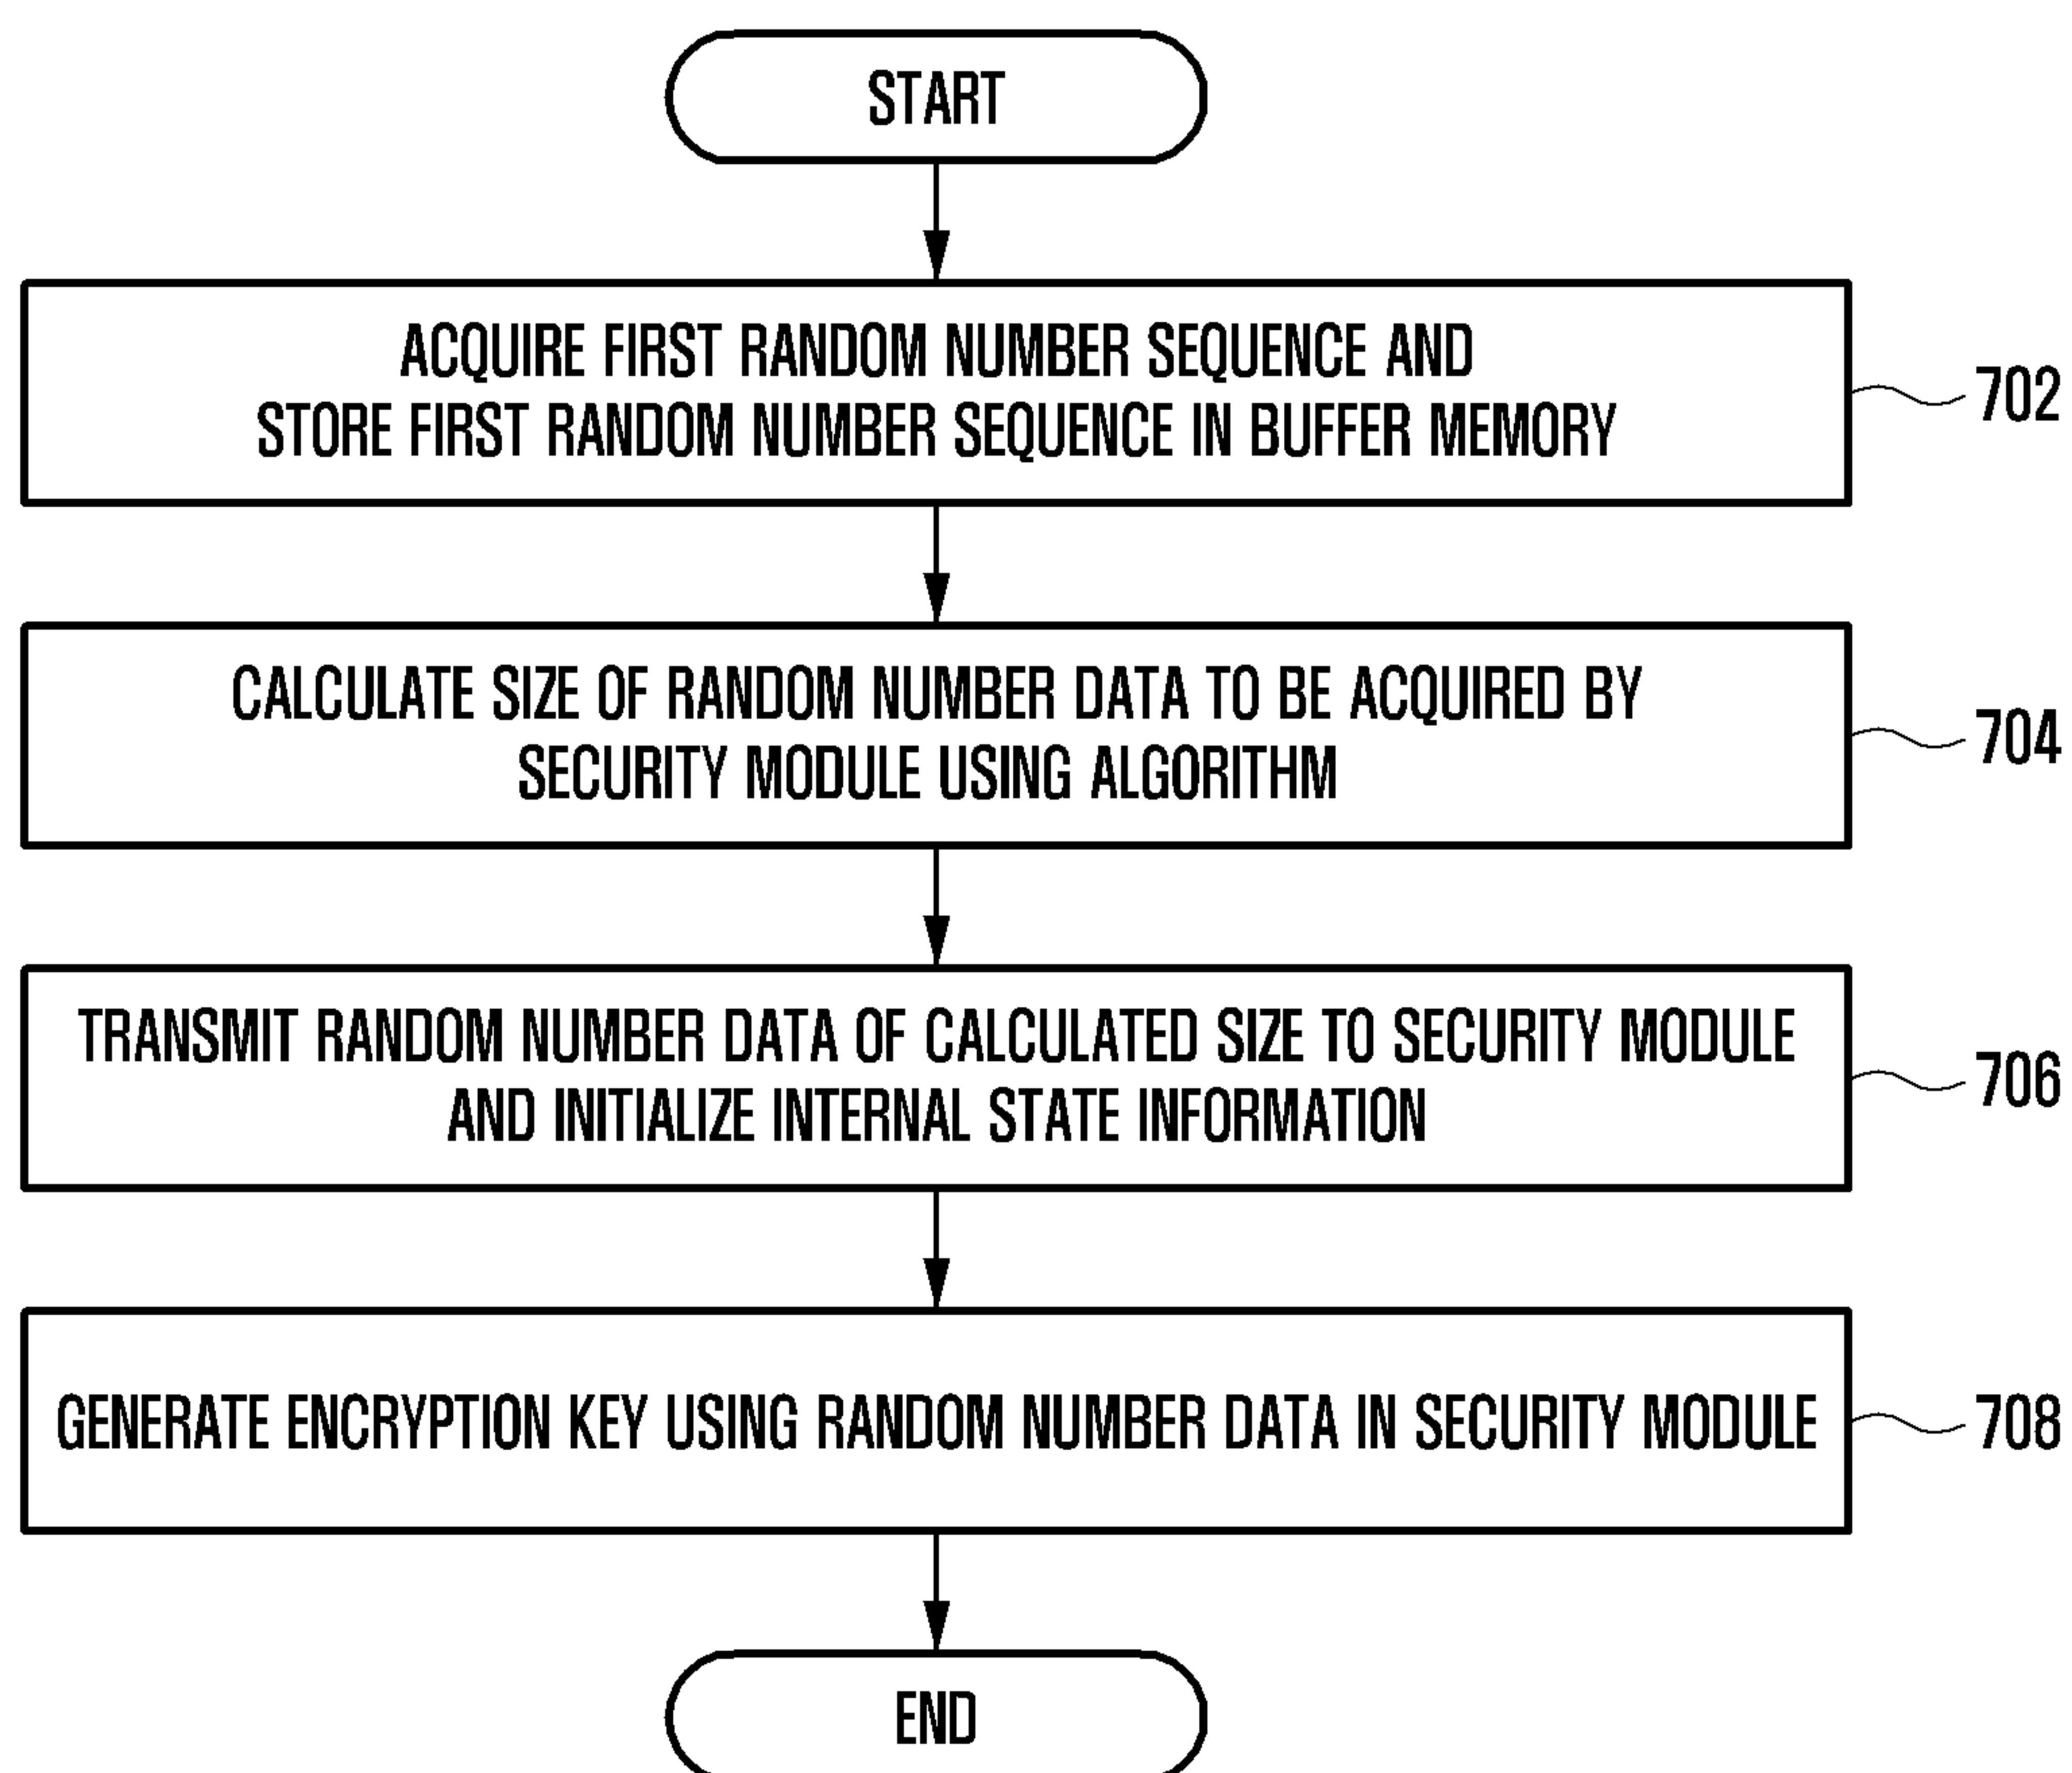 START
ACQUIRE FIRST RANDOM NUMBER SEQUENCE AND
STORE FIRST RANDOM NUMBER SEQUENCE IN BUFFER MEMORY
702
CALCULATE SIZE OF RANDOM NUMBER DATA TO BE ACQUIRED BY
SECURITY MODULE USING ALGORITHM
704
TRANSMIT RANDOM NUMBER DATA OF CALCULATED SIZE TO SECURITY MODULE
AND INITIALIZE INTERNAL STATE INFORMATION
706
GENERATE ENCRYPTION KEY USING RANDOM NUMBER DATA IN SECURITY MODULE
708
END